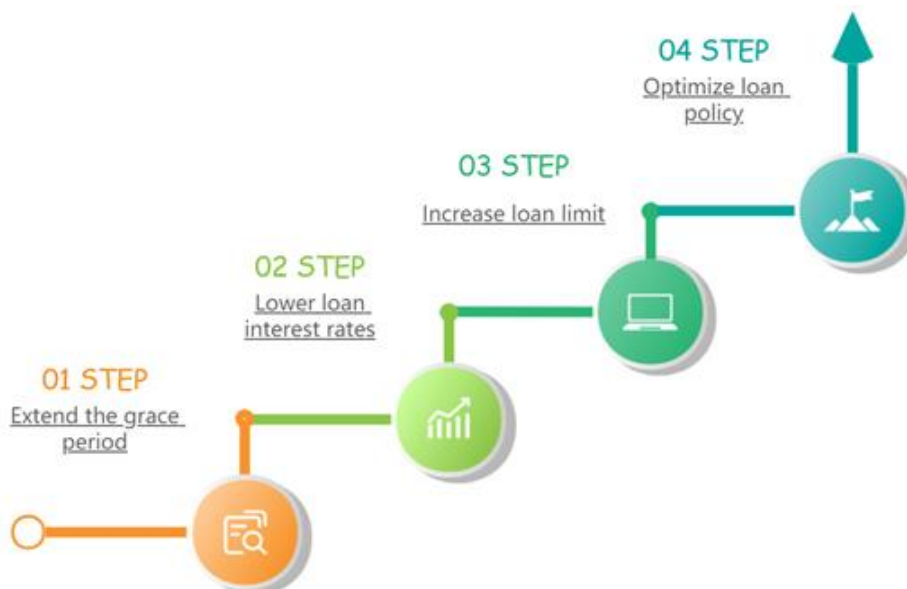 01 STEP
Extend the grace
period
02 STEP
Lower loan
interest rates
03 STEP
Increase loan limit
04 STEP
Optimize loan
policy